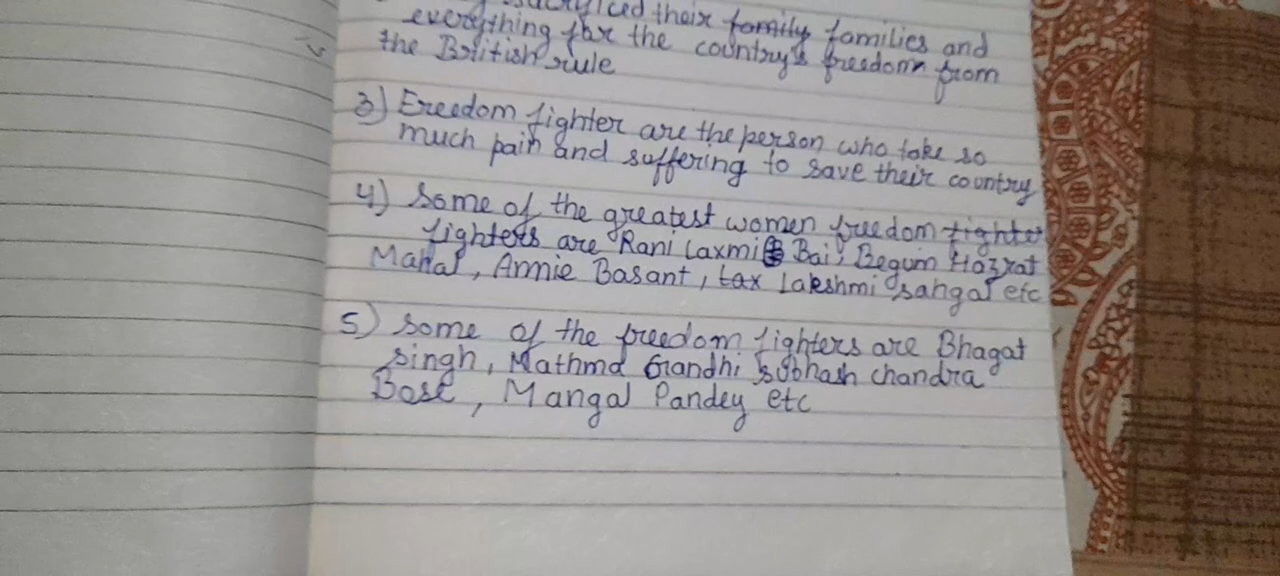 their family families and
everything for the country's freedom from
the British rule
3) Freedom fighter are the person who take so
much pain and suffering to save their country
4) Some of the greatest women freedom fighter
fighters are Rani Laxmi Bai, Begum Hazrat
Mahal, Annie Basant, tax Lakshmi sahgal etc
5) Some of the freedom fighters are Bhagat
singh, Mathma Gandhi subhash chandra
Bose, Mangal Pandey etc